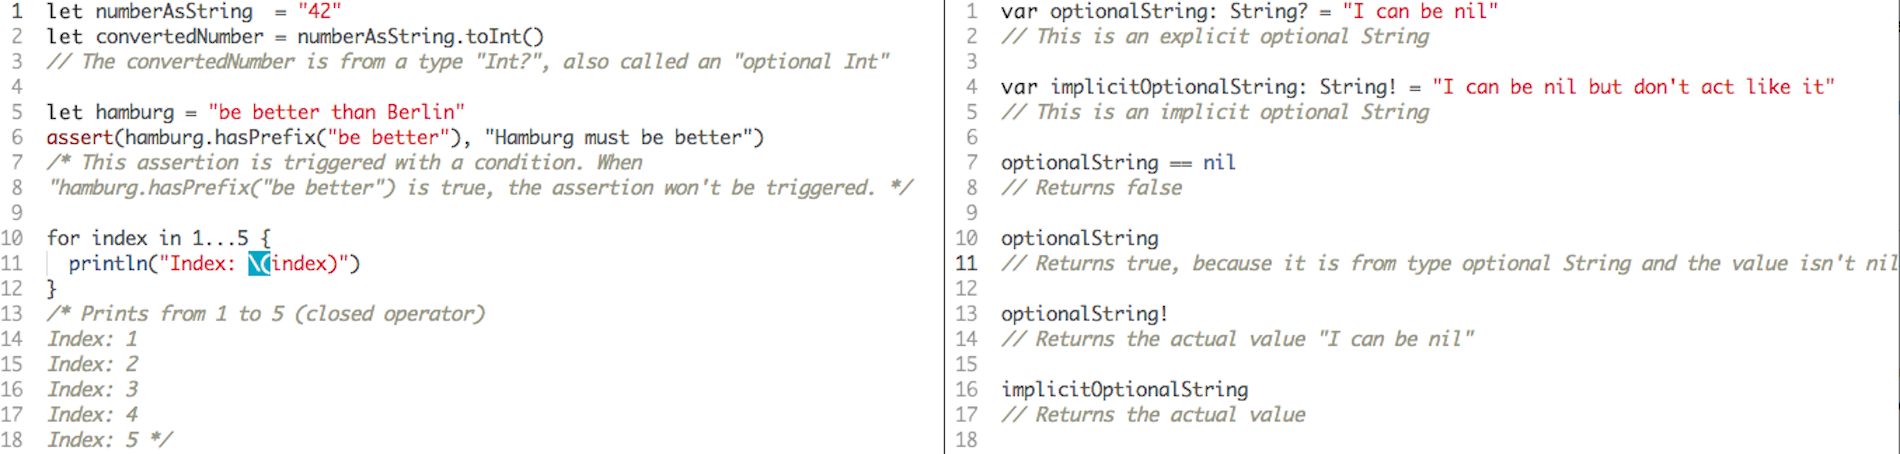 1 let numberAsString  = "42"
2 let convertedNumber = numberAsString.toInt()
3 // The convertedNumber is from a type "Int?", also called an "optional Int"
4
5 let hamburg = "be better than Berlin"
6 assert(hamburg.hasPrefix("be better"), "Hamburg must be better")
7 /* This assertion is triggered with a condition. When
8 "hamburg.hasPrefix("be better") is true, the assertion won't be triggered. */
9
10 for index in 1...5 {
11   println("Index: \(index)")
12 }
13 /* Prints from 1 to 5 (closed operator)
14 Index: 1
15 Index: 2
16 Index: 3
17 Index: 4
18 Index: 5 */
1 var optionalString: String? = "I can be nil"
2 // This is an explicit optional String
3
4 var implicitOptionalString: String! = "I can be nil but don't act like it"
5 // This is an implicit optional String
6
7 optionalString == nil
8 // Returns false
9
10 optionalString
11 // Returns true, because it is from type optional String and the value isn't nil
12
13 optionalString!
14 // Returns the actual value "I can be nil"
15
16 implicitOptionalString
17 // Returns the actual value
18